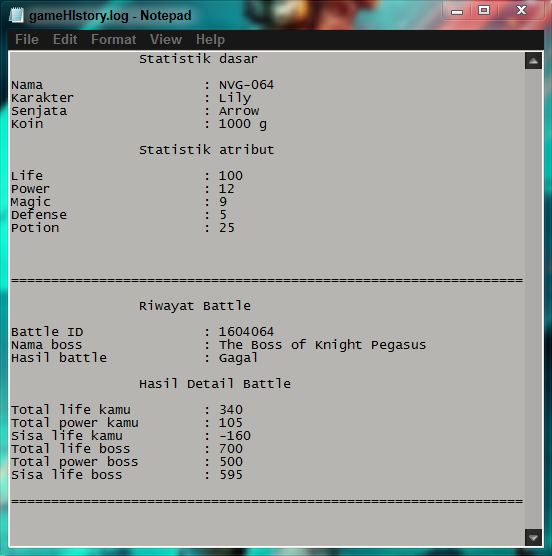 gameHIstory.log - Notepad
File Edit Format View Help
Statistik dasar
Nama : NVG-064
Karakter : Lily
Senjata : Arrow
Koin : 1000 g
Statistik atribut
Life : 100
Power : 12
Magic : 9
Defense : 5
Potion : 25
================================================================
Riwayat Battle
Battle ID : 1604064
Nama boss : The Boss of Knight Pegasus
Hasil battle : Gagal
Hasil Detail Battle
Total life kamu : 340
Total power kamu : 105
Sisa life kamu : -160
Total life boss : 700
Total power boss : 500
Sisa life boss : 595
================================================================